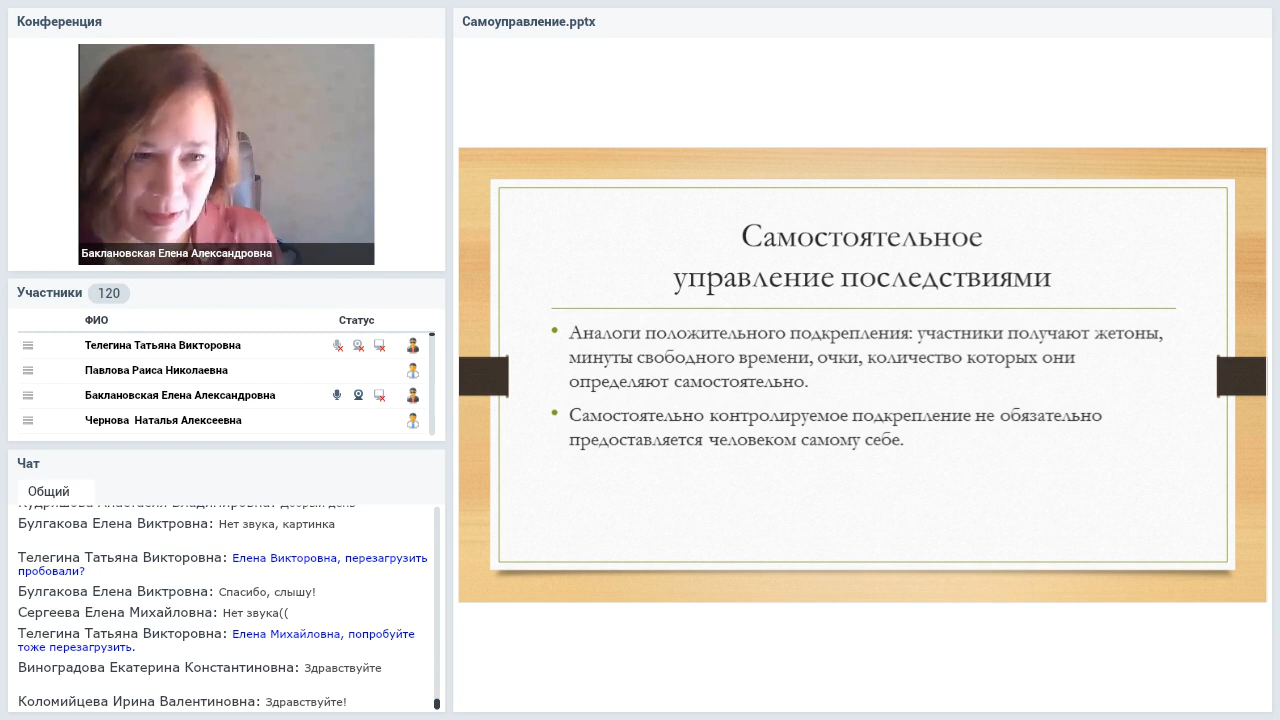 Конференция
Баклановская Елена Александровна
Участники 120
ФИО Статус
Телегина Татьяна Викторовна
Павлова Раиса Николаевна
Баклановская Елена Александровна
Чернова Наталья Алексеевна
Чат
Общий
Булгакова Елена Виктровна: Нет звука, картинка
Телегина Татьяна Викторовна: Елена Викторовна, перезагрузить
пробовали?
Булгакова Елена Виктровна: Спасибо, слышу!
Сергеева Елена Михайловна: Нет звука((
Телегина Татьяна Викторовна: Елена Михайловна, попробуйте
тоже перезагрузить.
Виноградова Екатерина Константиновна: Здравствуйте
Коломийцева Ирина Валентиновна: Здравствуйте!
Самоуправление.pptx
Самостоятельное
управление последствиями
• Аналоги положительного подкрепления: участники получают жетоны,
минуты свободного времени, очки, количество которых они
определяют самостоятельно.
• Самостоятельно контролируемое подкрепление не обязательно
предоставляется человеком самому себе.